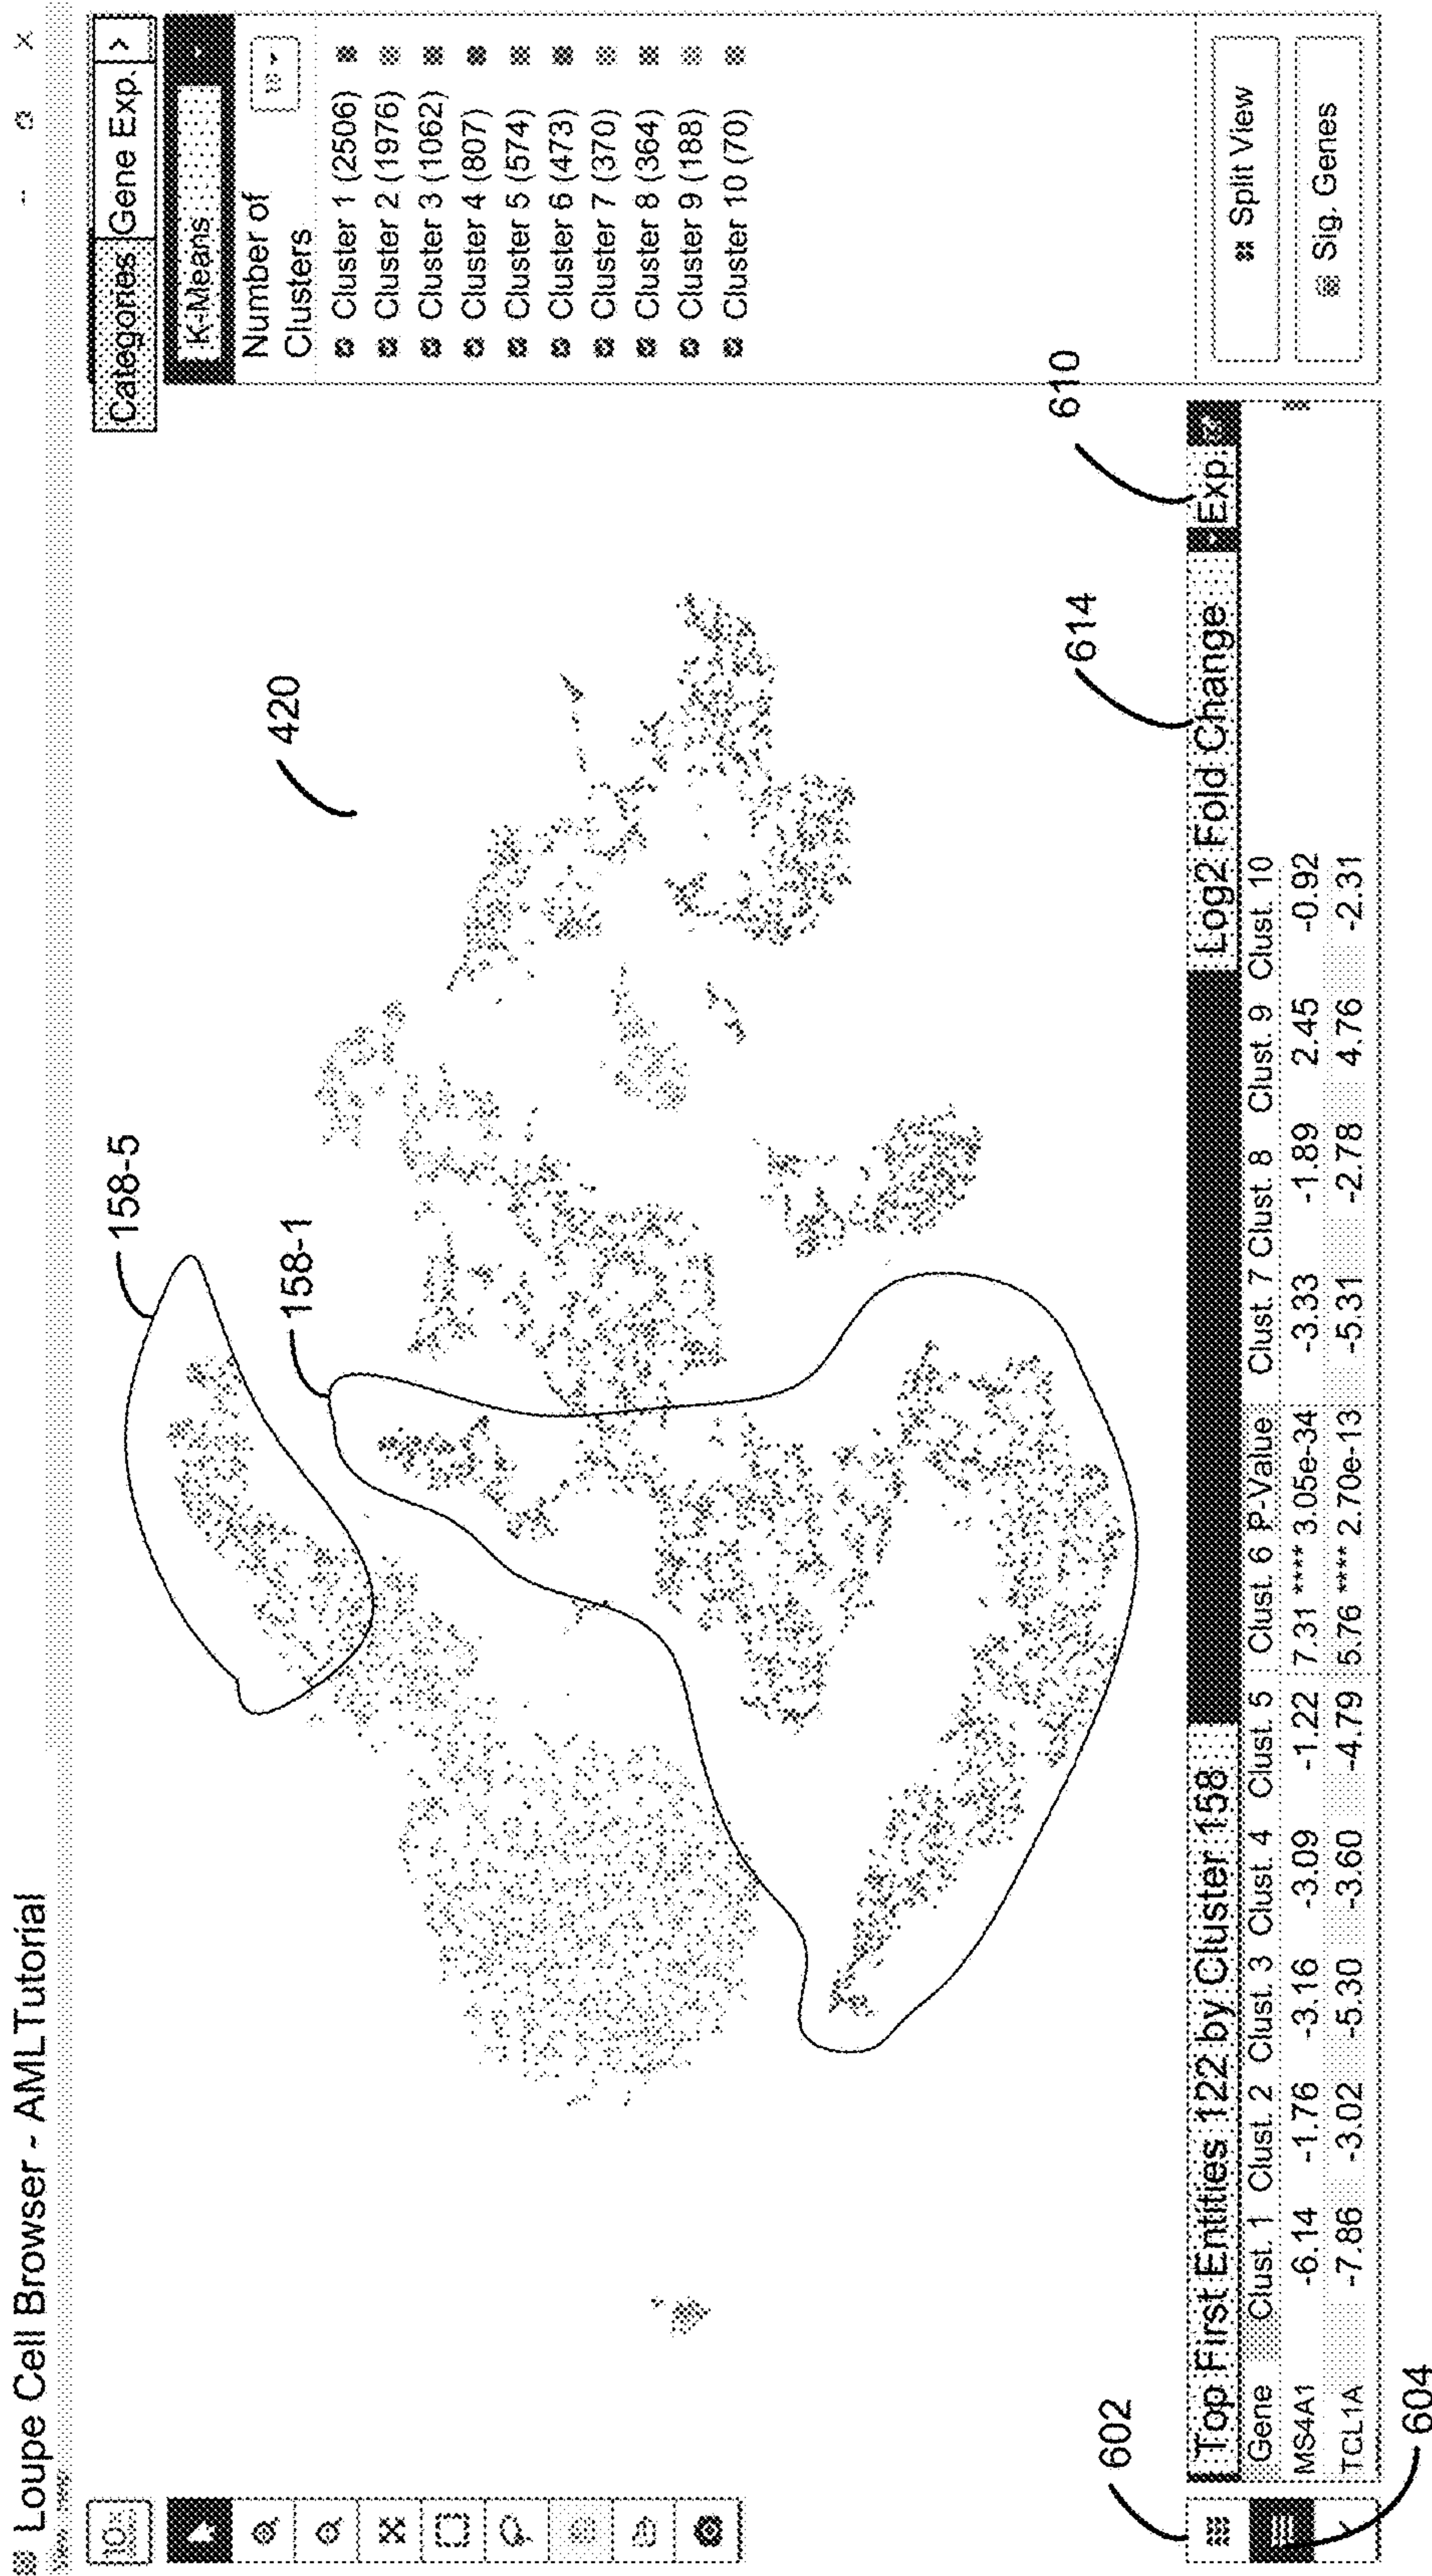 Loupe Cell Browser - AMLTutorial
View
10x
Categories Gene Exp. >
K-Means
Number of
Clusters
10
Cluster 1 (2506)
Cluster 2 (1976)
Cluster 3 (1062)
Cluster 4 (807)
Cluster 5 (574)
Cluster 6 (473)
Cluster 7 (370)
Cluster 8 (364)
Cluster 9 (188)
Cluster 10 (70)
Split View
Sig. Genes
158-5
158-1
420
602
614
610
Top First Entities 122 by Cluster 158 Log2 Fold Change Exp
Gene Clust. 1 Clust. 2 Clust. 3 Clust. 4 Clust. 5 Clust. 6 P-Value Clust. 7 Clust. 8 Clust. 9 Clust. 10
MS4A1 -6.14 -1.76 -3.16 -3.09 -1.22 7.31 **** 3.05e-34 -3.33 -1.89 2.45 -0.92
TCL1A -7.86 -3.02 -5.30 -3.60 -4.79 5.76 **** 2.70e-13 -5.31 -2.78 4.76 -2.31
604